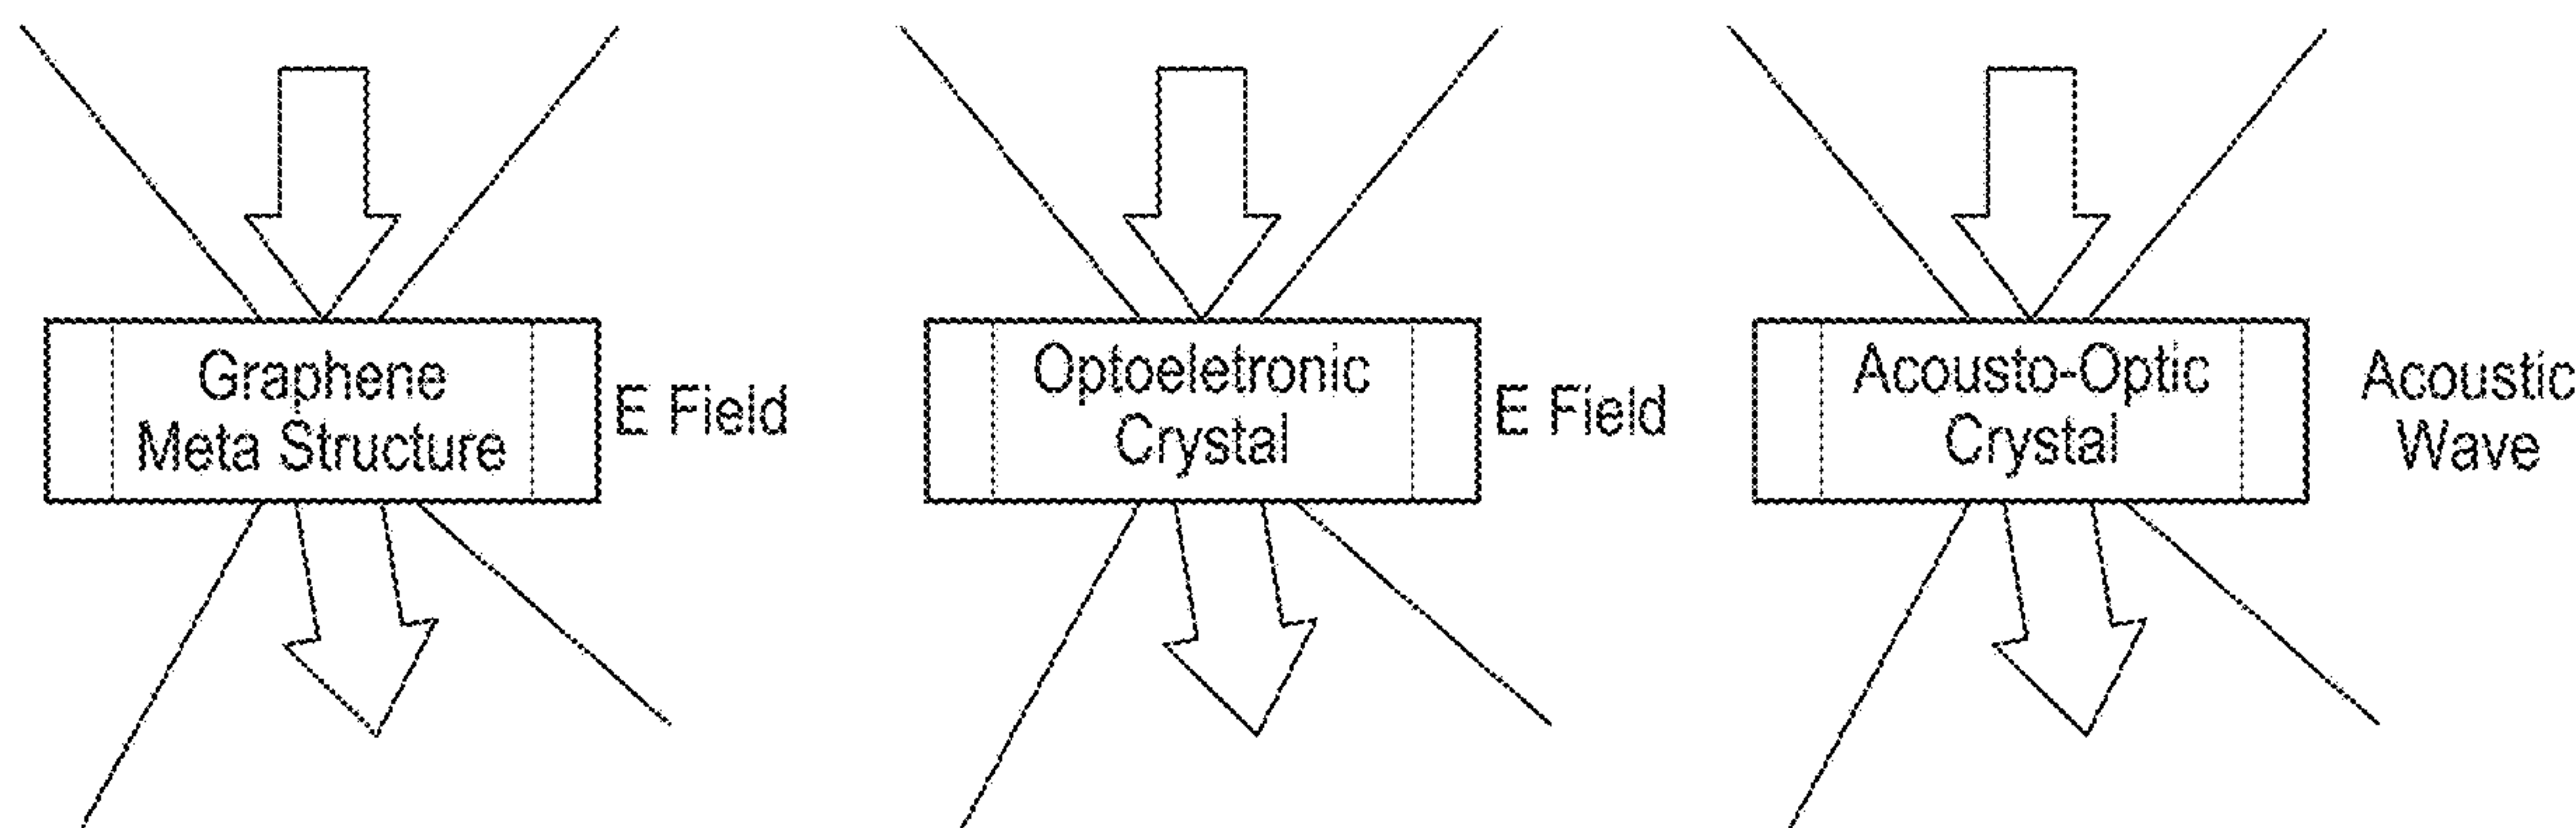 Graphene
Meta Structure
E Field
Optoeletronic
Crystal
E Field
Acousto-Optic
Crystal
Acoustic
Wave